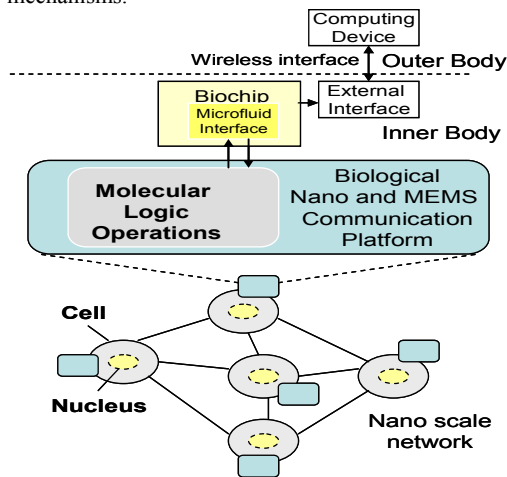 mechanisms.
Computing
Device
Wireless interface
Outer Body
Biochip
Microfluid
Interface
External
Interface
Inner Body
Molecular
Logic
Operations
Biological
Nano and MEMS
Communication
Platform
Cell
Nucleus
Nano scale
network